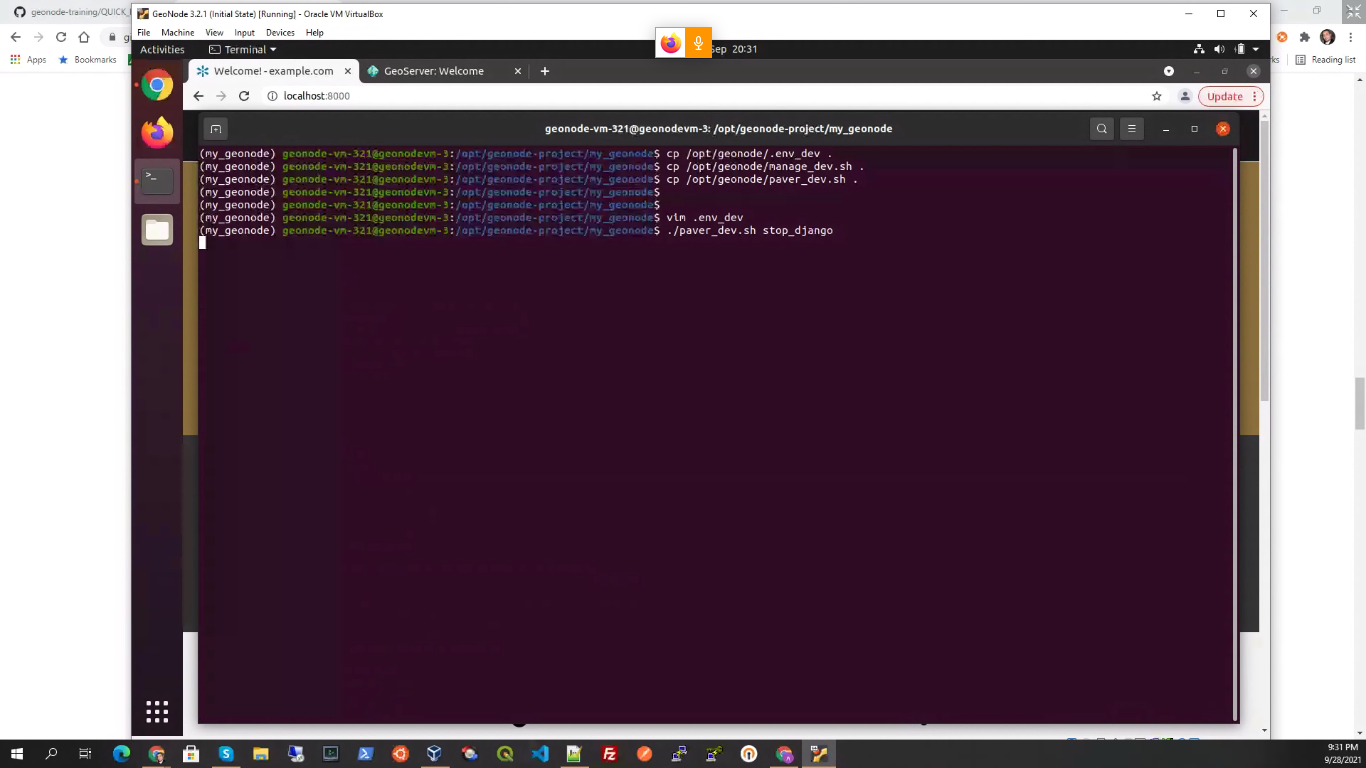 geonode-training/QUICK_
GeoNode 3.2.1 (Initial State) [Running] - Oracle VM VirtualBox
File Machine View Input Devices Help
Activities Terminal Sep 20:31
Apps Bookmarks
Reading list
Welcome! - example.com
GeoServer: Welcome
localhost:8000
Update
geonode-vm-321@geonodevm-3: /opt/geonode-project/my_geonode
(my_geonode) geonode-vm-321@geonodevm-3:/opt/geonode-project/my_geonode$ cp /opt/geonode/.env_dev .
(my_geonode) geonode-vm-321@geonodevm-3:/opt/geonode-project/my_geonode$ cp /opt/geonode/manage_dev.sh .
(my_geonode) geonode-vm-321@geonodevm-3:/opt/geonode-project/my_geonode$ cp /opt/geonode/paver_dev.sh .
(my_geonode) geonode-vm-321@geonodevm-3:/opt/geonode-project/my_geonode$
(my_geonode) geonode-vm-321@geonodevm-3:/opt/geonode-project/my_geonode$
(my_geonode) geonode-vm-321@geonodevm-3:/opt/geonode-project/my_geonode$ vim .env_dev
(my_geonode) geonode-vm-321@geonodevm-3:/opt/geonode-project/my_geonode$ ./paver_dev.sh stop_django
9:31 PM
9/28/2021